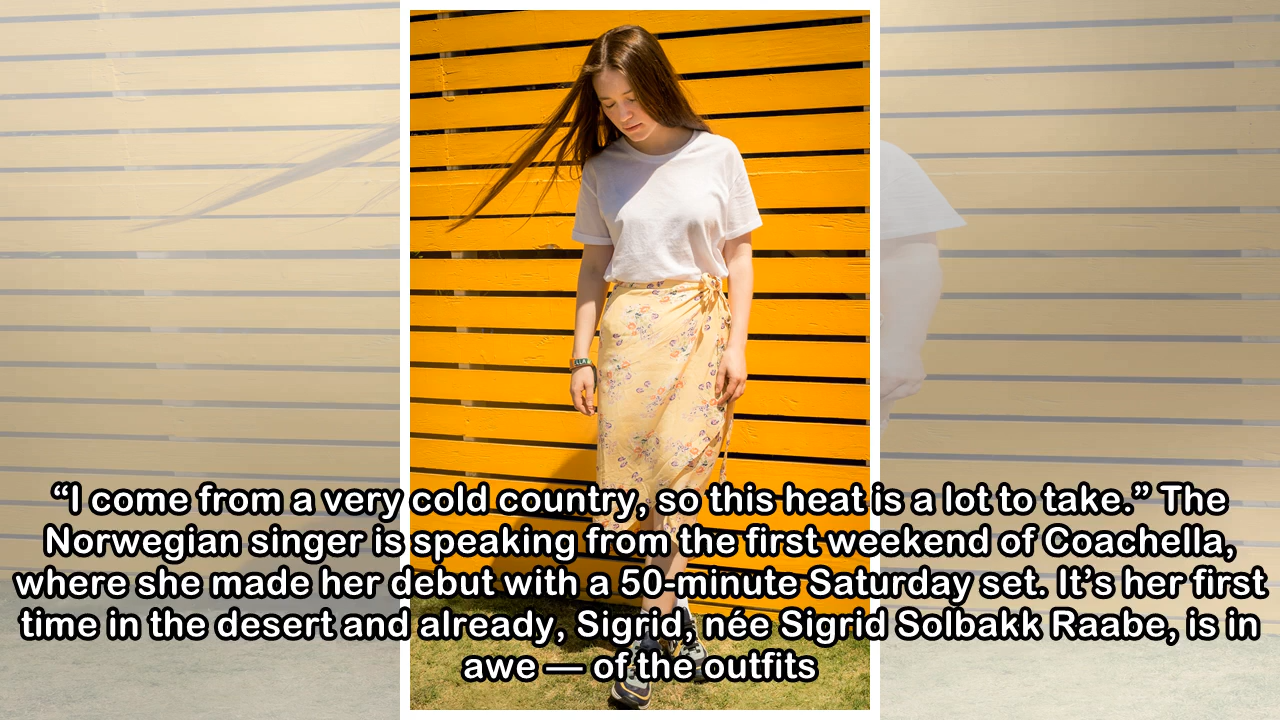 “I come from a very cold country, so this heat is a lot to take.” The
Norwegian singer is speaking from the first weekend of Coachella,
where she made her debut with a 50-minute Saturday set. It’s her first
time in the desert and already, Sigrid, née Sigrid Solbakk Raabe, is in
awe — of the outfits